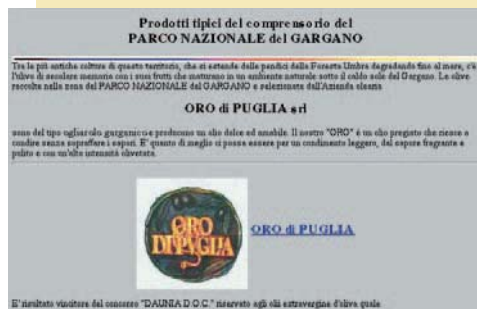 Prodotti tipici del comprensorio del
PARCO NAZIONALE del GARGANO
Tra le più antiche colture di questo territorio, che si estende dalle pendici della Foresta Umbra degradando fino al mare, c'è
l'olivo di secolare memoria con i suoi frutti che maturano in un ambiente naturale sotto il caldo sole del Gargano. Le olive
raccolte nella zona del PARCO NAZIONALE del GARGANO e selezionate dall'Azienda olearia
ORO di PUGLIA srl
sono del tipo ogliarola garganica e producono un olio dolce ed amabile. Il nostro "ORO" è un olio pregiato che riesce a
condire senza sopraffare i sapori. E' quanto di meglio ci possa essere per un condimento leggero, dal sapore fragrante e
pulito e con un'alta intensità olivetata.
ORO
DI PUGLIA
ORO di PUGLIA
E' risultato vincitore del concorso "DAUNIA D.O.C." riservato agli olii extravergine d'oliva quale